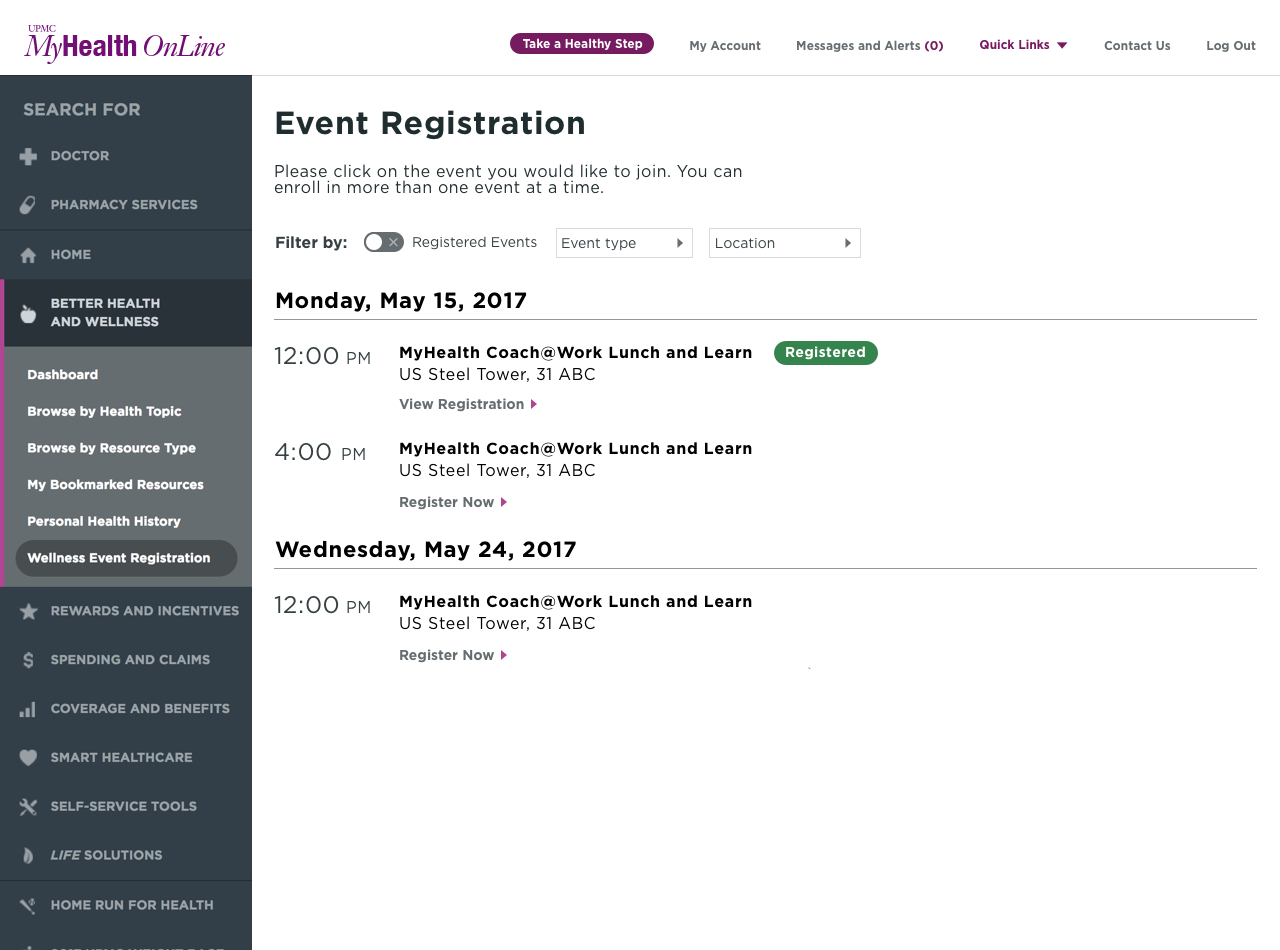 UPMC
MyHealth OnLine
Take a Healthy Step
My Account
Messages and Alerts (0)
Quick Links
Contact Us
Log Out
SEARCH FOR
DOCTOR
PHARMACY SERVICES
HOME
BETTER HEALTH
AND WELLNESS
Dashboard
Browse by Health Topic
Browse by Resource Type
My Bookmarked Resources
Personal Health History
Wellness Event Registration
REWARDS AND INCENTIVES
SPENDING AND CLAIMS
COVERAGE AND BENEFITS
SMART HEALTHCARE
SELF-SERVICE TOOLS
LIFE SOLUTIONS
HOME RUN FOR HEALTH
Event Registration
Please click on the event you would like to join. You can
enroll in more than one event at a time.
Filter by:
Registered Events
Event type
Location
Monday, May 15, 2017
12:00 PM
MyHealth Coach@Work Lunch and Learn
Registered
US Steel Tower, 31 ABC
View Registration
4:00 PM
MyHealth Coach@Work Lunch and Learn
US Steel Tower, 31 ABC
Register Now
Wednesday, May 24, 2017
12:00 PM
MyHealth Coach@Work Lunch and Learn
US Steel Tower, 31 ABC
Register Now